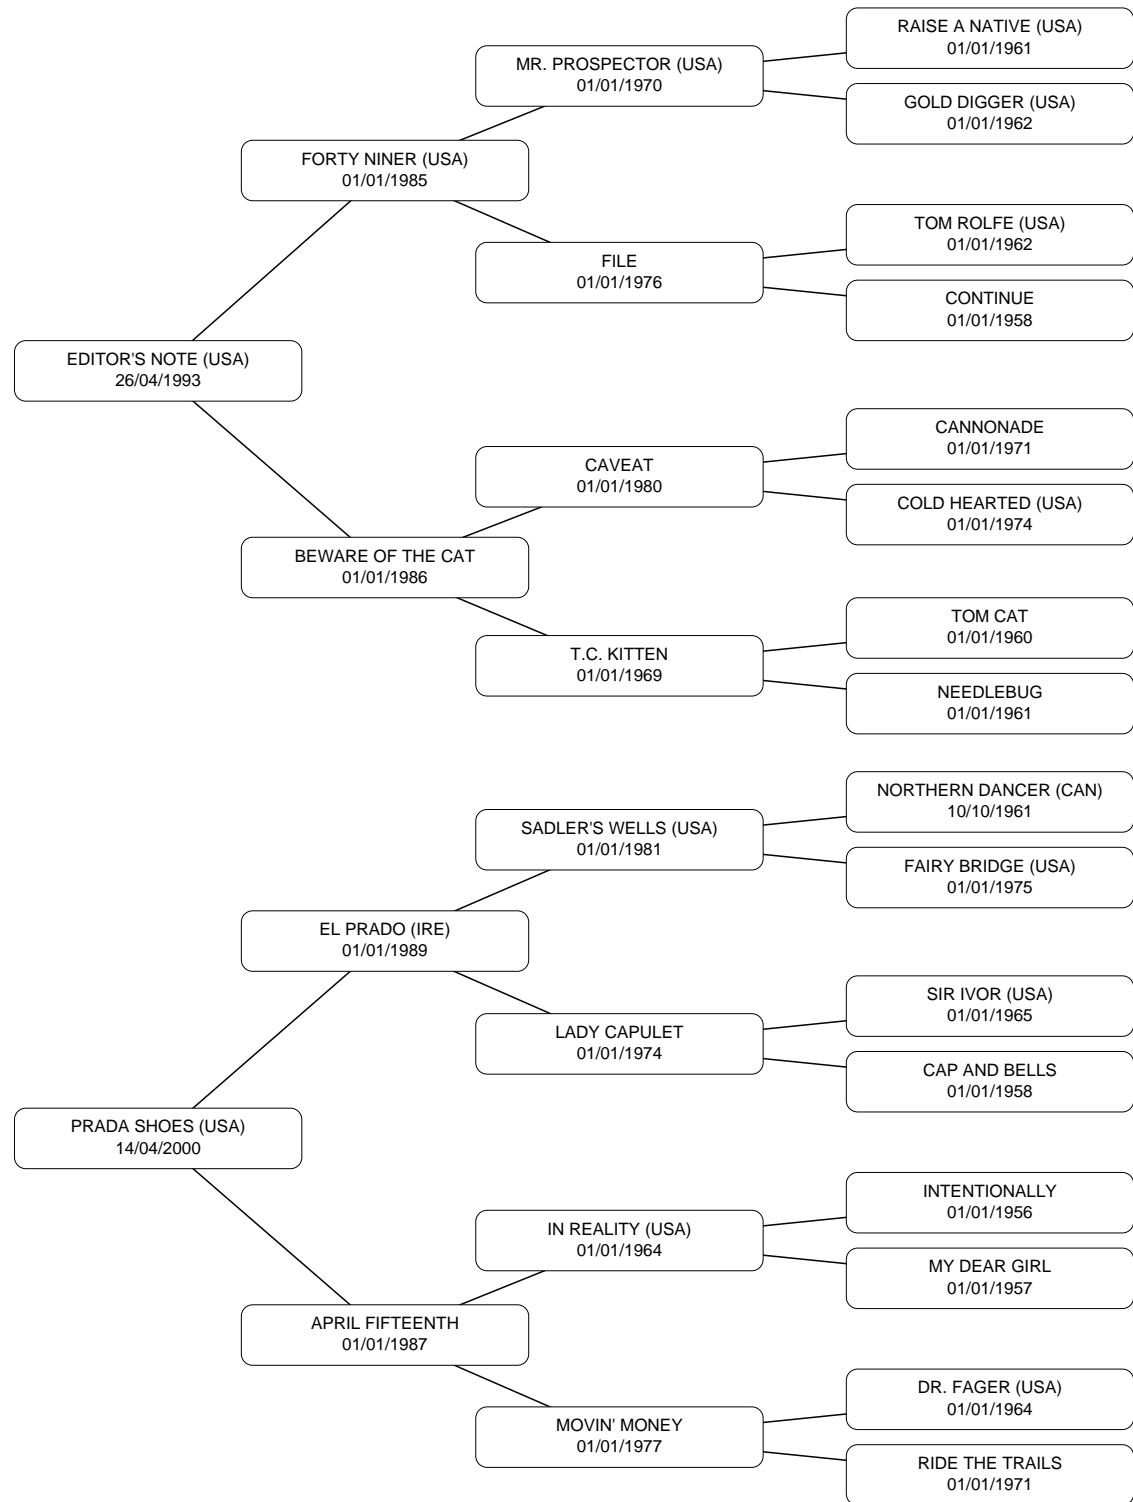 RAISE A NATIVE (USA)
01/01/1961
MR. PROSPECTOR (USA)
01/01/1970
GOLD DIGGER (USA)
01/01/1962
FORTY NINER (USA)
01/01/1985
TOM ROLFE (USA)
01/01/1962
FILE
01/01/1976
CONTINUE
01/01/1958
EDITOR'S NOTE (USA)
26/04/1993
CANNONADE
01/01/1971
CAVEAT
01/01/1980
COLD HEARTED (USA)
01/01/1974
BEWARE OF THE CAT
01/01/1986
TOM CAT
01/01/1960
T.C. KITTEN
01/01/1969
NEEDLEBUG
01/01/1961
NORTHERN DANCER (CAN)
10/10/1961
SADLER'S WELLS (USA)
01/01/1981
FAIRY BRIDGE (USA)
01/01/1975
EL PRADO (IRE)
01/01/1989
SIR IVOR (USA)
01/01/1965
LADY CAPULET
01/01/1974
CAP AND BELLS
01/01/1958
PRADA SHOES (USA)
14/04/2000
INTENTIONALLY
01/01/1956
IN REALITY (USA)
01/01/1964
MY DEAR GIRL
01/01/1957
APRIL FIFTEENTH
01/01/1987
DR. FAGER (USA)
01/01/1964
MOVIN' MONEY
01/01/1977
RIDE THE TRAILS
01/01/1971